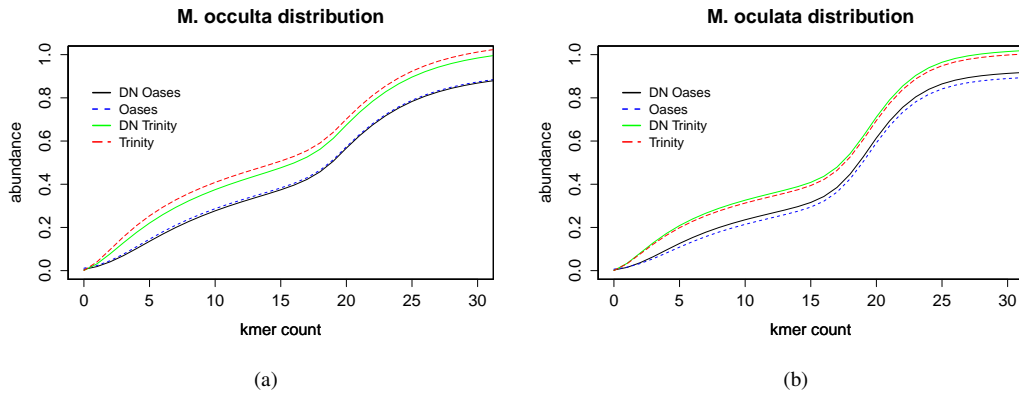 M. occulta distribution
1.0
0.8
0.6
0.4
0.2
0.0
abundance
DN Oases
Oases
DN Trinity
Trinity
0 5 10 15 20 25 30
kmer count
(a)
M. oculata distribution
1.0
0.8
0.6
0.4
0.2
0.0
abundance
DN Oases
Oases
DN Trinity
Trinity
0 5 10 15 20 25 30
kmer count
(b)